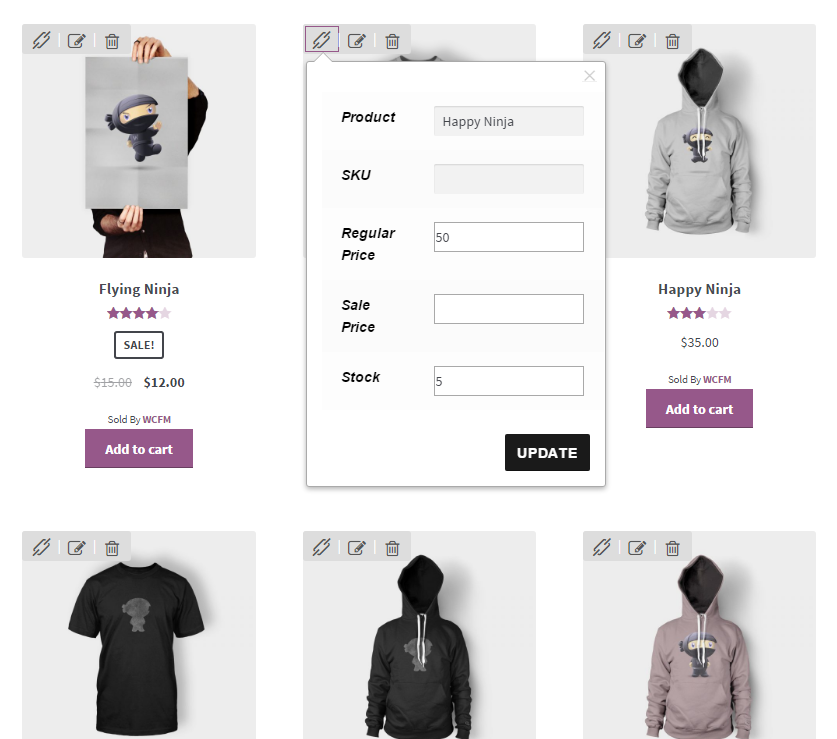 Flying Ninja
SALE!
$15.00 $12.00
Sold By WCFM
Add to cart
Product
Happy Ninja
SKU
Regular
Price
50
Sale
Price
Stock
5
UPDATE
Happy Ninja
$35.00
Sold By WCFM
Add to cart